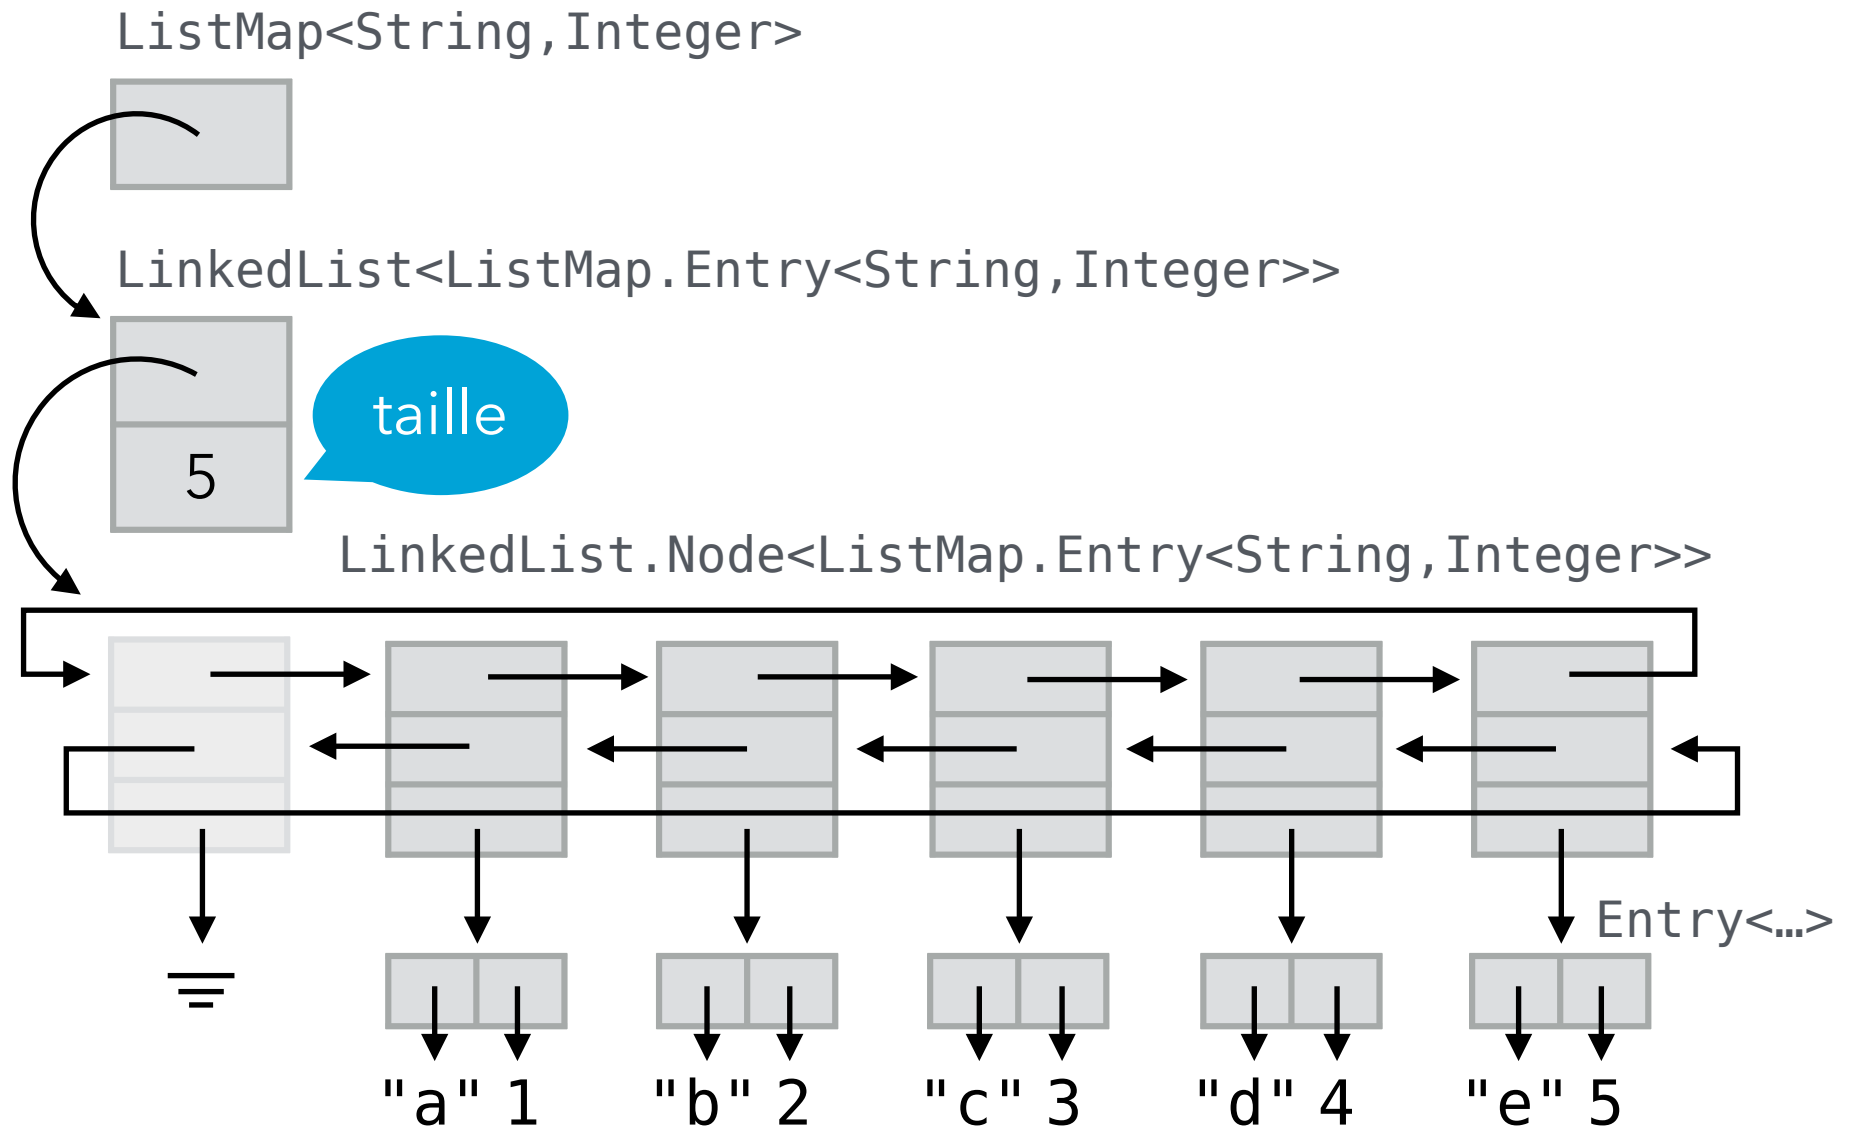 ListMap<String,Integer>
LinkedList<ListMap.Entry<String,Integer>>
taille
5
LinkedList.Node<ListMap.Entry<String,Integer>>
Entry<…>
"a" 1 "b" 2 "c" 3 "d" 4 "e" 5